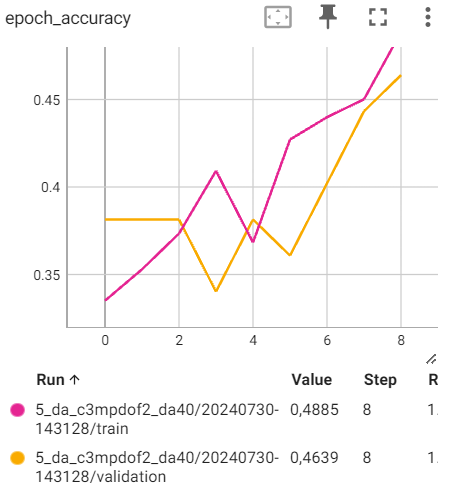 epoch_accuracy
0.45
0.4
0.35
0 2 4 6 8
Run ↑ Value Step R
5_da_c3mpdof2_da40/20240730- 0,4885 8 1.
143128/train
5_da_c3mpdof2_da40/20240730- 0,4639 8 1.
143128/validation